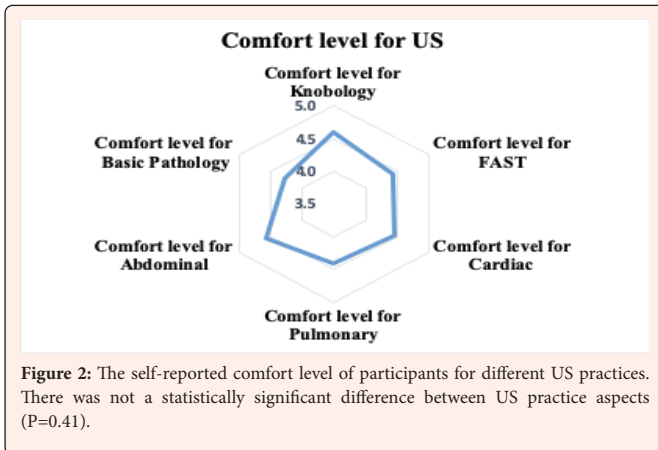 Comfort level for US
Comfort level for
Knobology
5.0
Comfort level for
Basic Pathology
4.5
Comfort level for
FAST
4.0
3.5
Comfort level for
Abdominal
Comfort level for
Cardiac
Comfort level for
Pulmonary
Figure 2: The self-reported comfort level of participants for different US practices.
There was not a statistically significant difference between US practice aspects
(P=0.41).